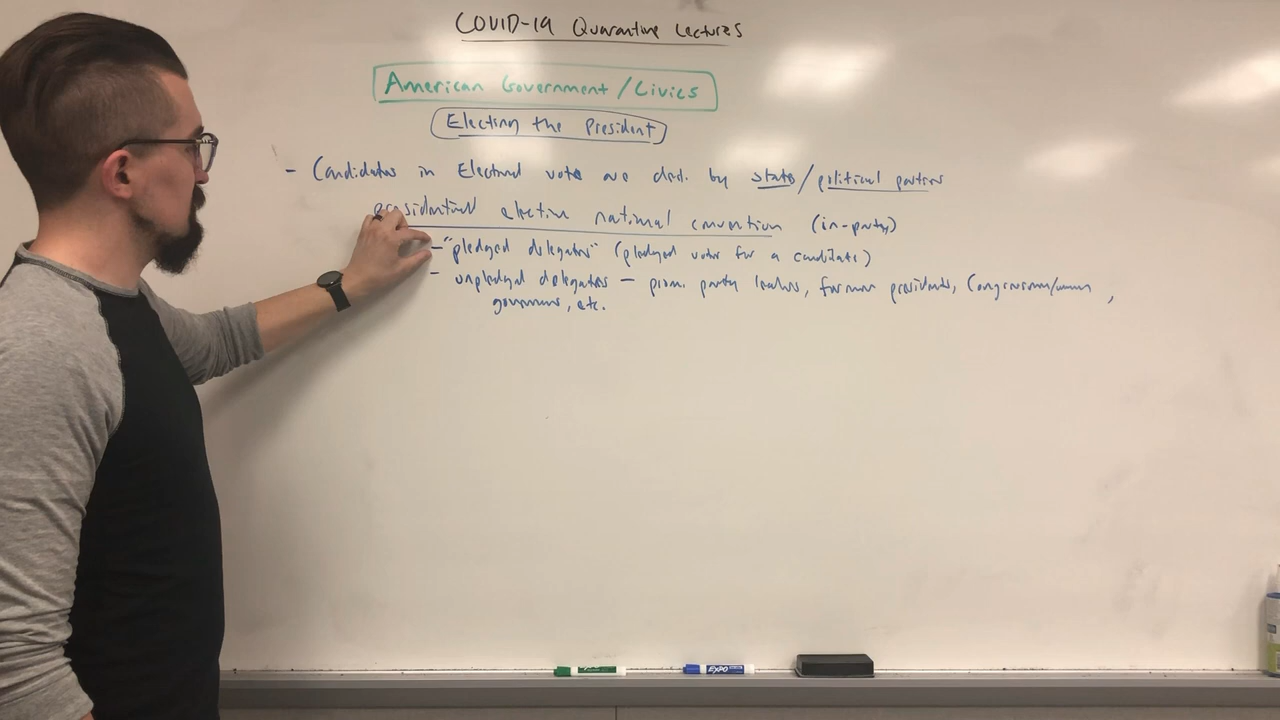 COVID-19 Quarantine Lectures
American Government/Civics
Electing the President
- Candidates in Electoral vote are decl. by state/political parties
presidential election national convention (in-party)
-"pledged delegates" (pledged votes for a candidate)
- unpledged delegates - prom. party leaders, former presidents, Congressmen/women,
governors, etc.
EXPO